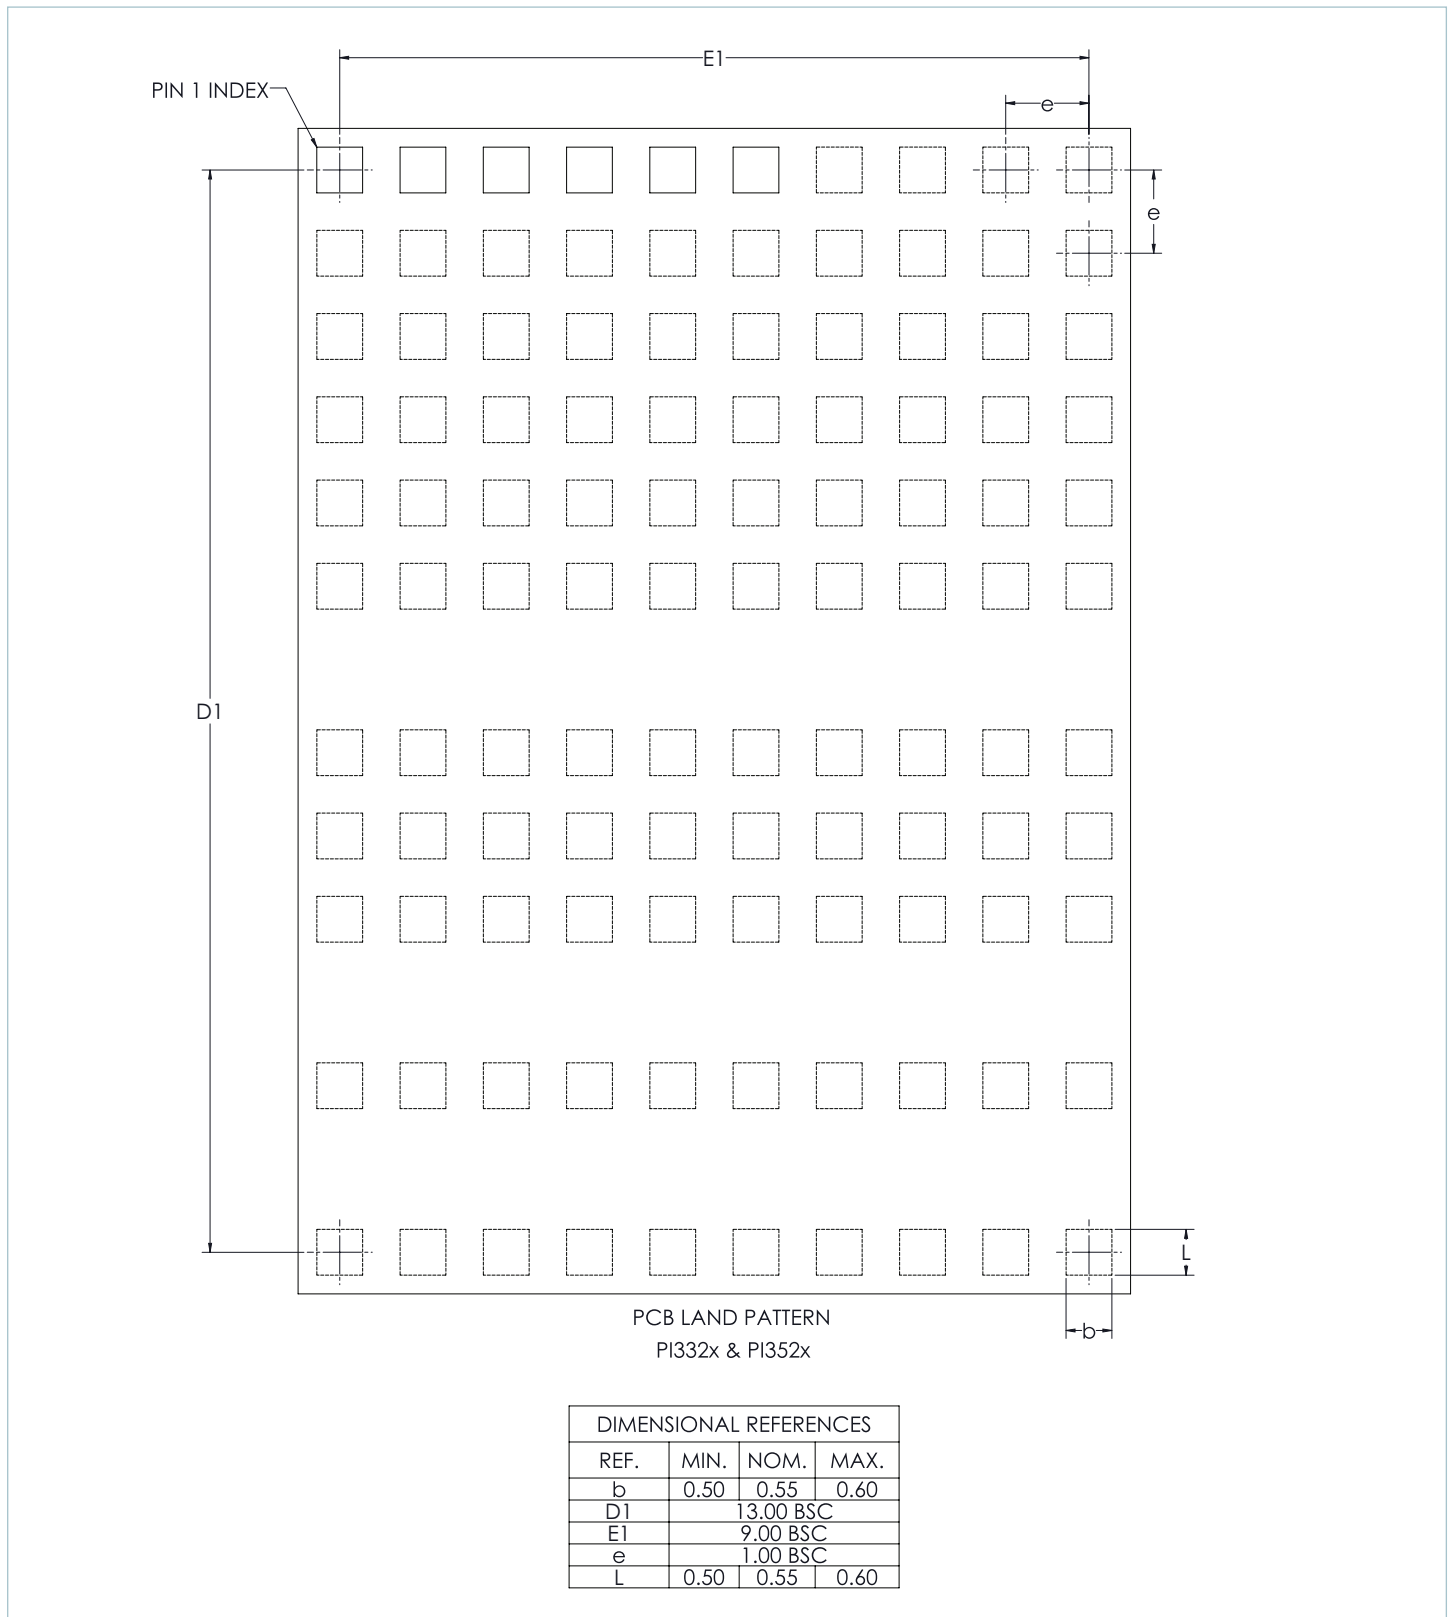 E1
PIN 1 INDEX
e
e
D1
L
PCB LAND PATTERN
b
PI332x & PI352x
DIMENSIONAL REFERENCES
REF. MIN. NOM. MAX.
b 0.50 0.55 0.60
D1 13.00 BSC
E1 9.00 BSC
e 1.00 BSC
L 0.50 0.55 0.60